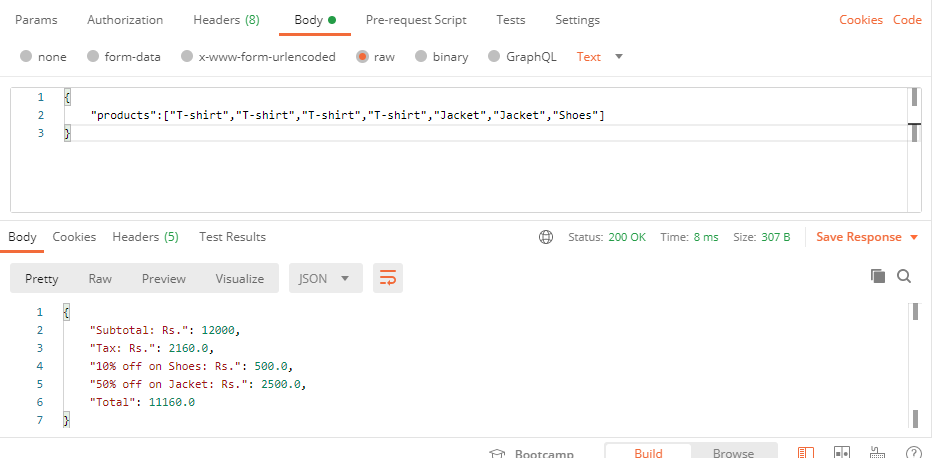 Params Authorization Headers (8) Body Pre-request Script Tests Settings Cookies Code
none form-data x-www-form-urlencoded raw binary GraphQL Text
1 {
2 "products":["T-shirt","T-shirt","T-shirt","T-shirt","Jacket","Jacket","Shoes"]
3 }
Body Cookies Headers (5) Test Results Status: 200 OK Time: 8 ms Size: 307 B Save Response
Pretty Raw Preview Visualize JSON
1 {
2 "Subtotal: Rs.": 12000,
3 "Tax: Rs.": 2160.0,
4 "10% off on Shoes: Rs.": 500.0,
5 "50% off on Jacket: Rs.": 2500.0,
6 "Total": 11160.0
7 }
Bootcamp Build Browse ?